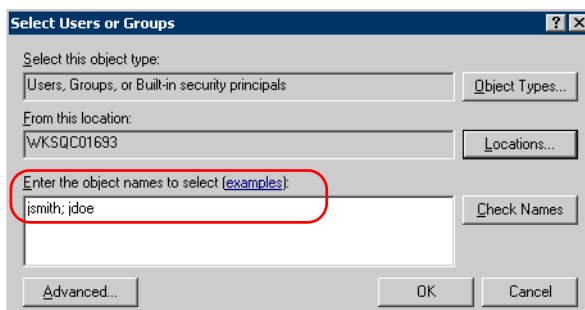 Select Users or Groups
Select this object type:
Users, Groups, or Built-in security principals
Object Types...
From this location:
WKSQC01693
Locations...
Enter the object names to select (examples):
jsmith; jdoe
Check Names
Advanced...
OK
Cancel